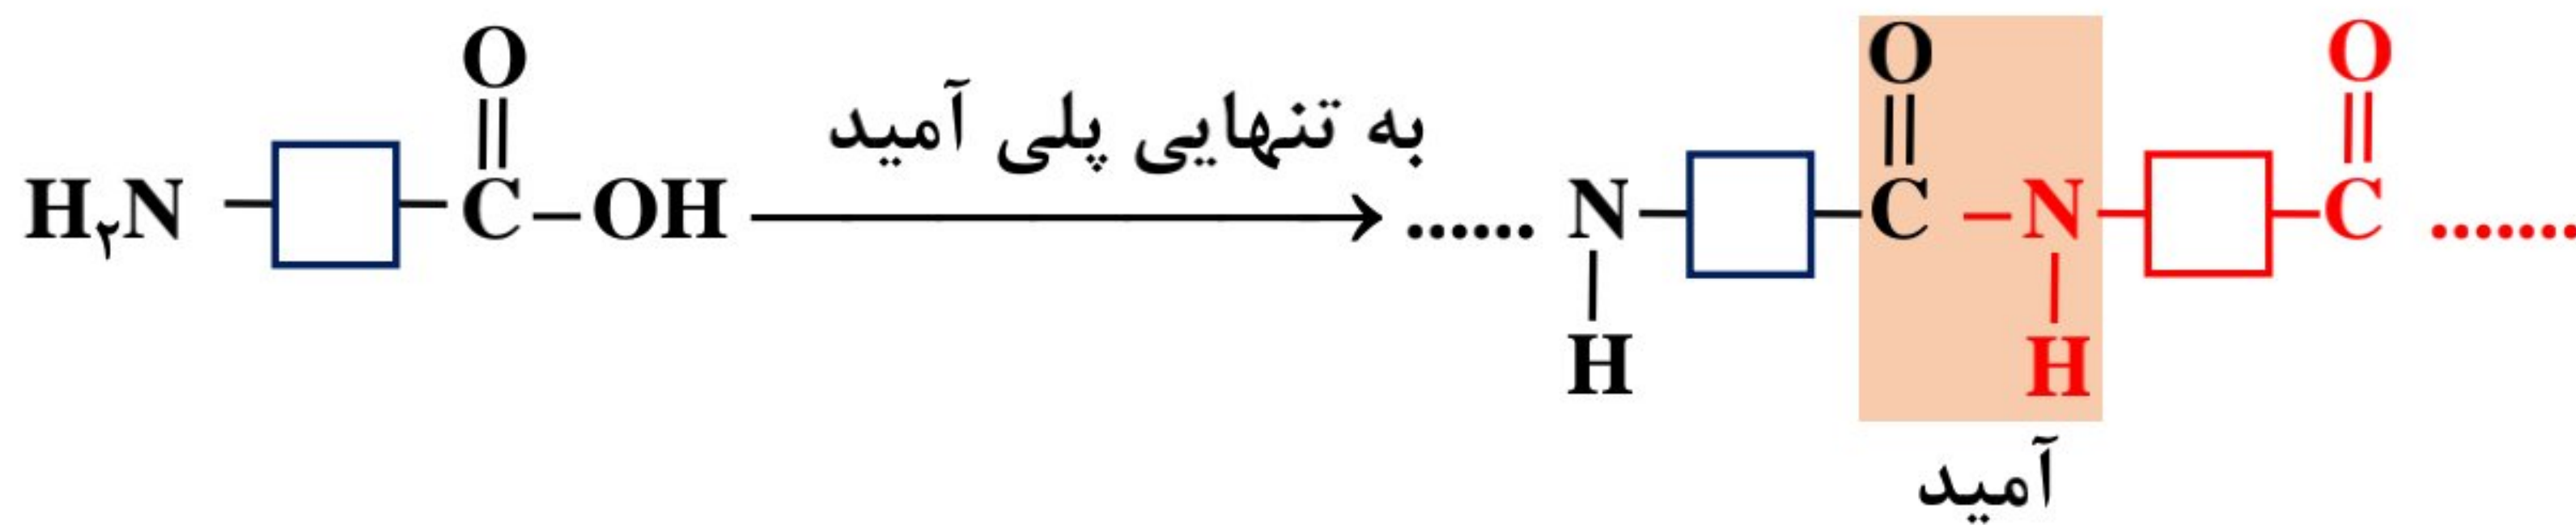 O O O
به تنهایی پلی آمید
H۲N C OH ...... N C N C .......
H H
آمید